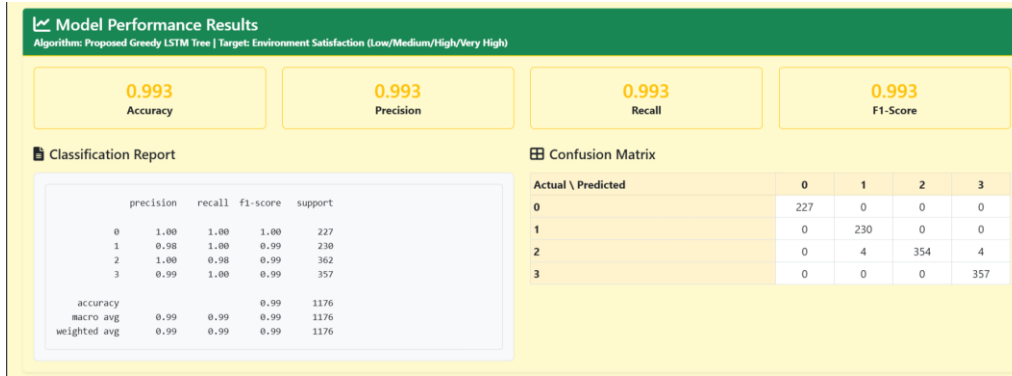 Model Performance Results
Algorithm: Proposed Greedy LSTM Tree | Target: Environment Satisfaction (Low/Medium/High/Very High)
0.993 0.993 0.993 0.993
Accuracy Precision Recall F1-Score
Classification Report
precision recall f1-score support
0 1.00 1.00 1.00 227
1 0.98 1.00 0.99 230
2 1.00 0.98 0.99 362
3 0.99 1.00 0.99 357
accuracy 0.99 1176
macro avg 0.99 0.99 0.99 1176
weighted avg 0.99 0.99 0.99 1176
Confusion Matrix
Actual \ Predicted 0 1 2 3
0 227 0 0 0
1 0 230 0 0
2 0 4 354 4
3 0 0 0 357